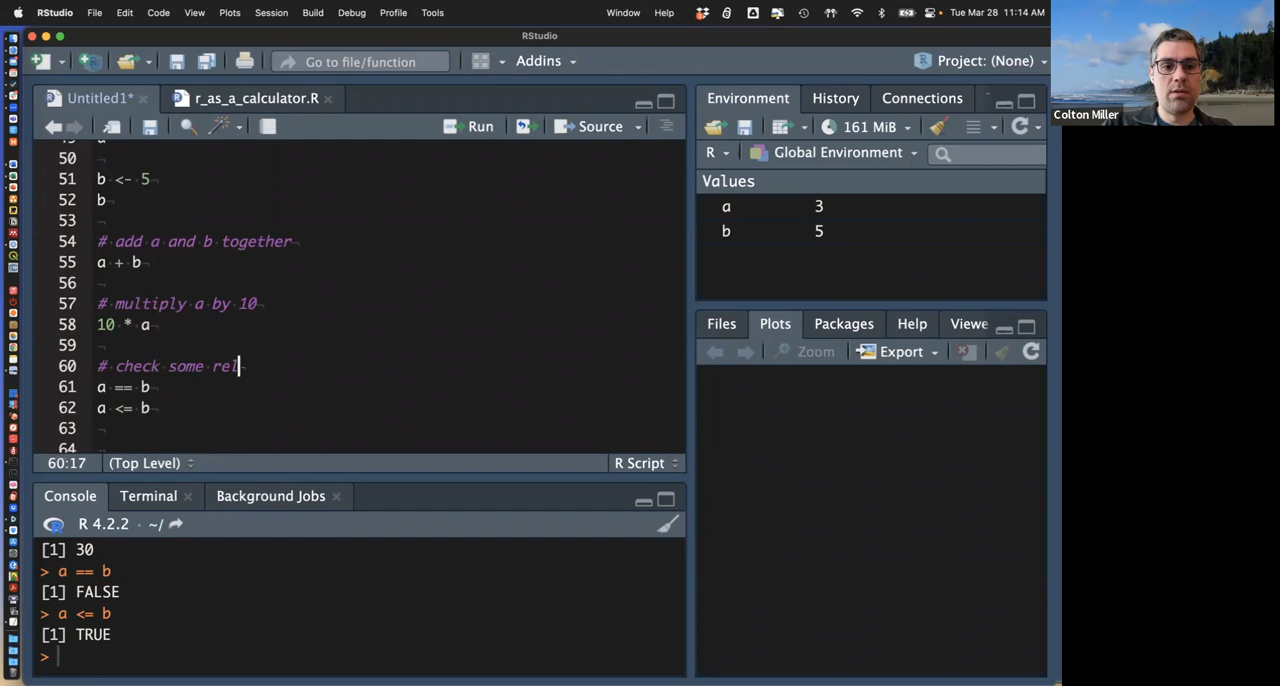 RStudio File Edit Code View Plots Session Build Debug Profile Tools Window Help Tue Mar 28 11:14 AM
RStudio
Go to file/function Addins Project: (None)
Untitled1* r_as_a_calculator.R
Run Source
50
51 b <- 5
52 b
53
54 # add a and b together
55 a + b
56
57 # multiply a by 10
58 10 * a
59
60 # check some rel
61 a == b
62 a <= b
63
64
60:17 (Top Level) R Script
Console Terminal Background Jobs
R 4.2.2 · ~/
[1] 30
> a == b
[1] FALSE
> a <= b
[1] TRUE
>
Environment History Connections
161 MiB
R Global Environment
Values
a 3
b 5
Files Plots Packages Help Viewe
Zoom Export
Colton Miller